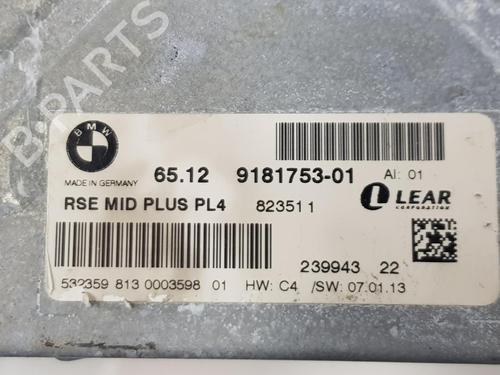 B-PARTS
BMW
MADE IN GERMANY
65.12 9181753-01 AI: 01
RSE MID PLUS PL4 823511
LEAR
CORPORATION
239943 22
532359 813 0003598 01 HW: C4 /SW: 07.01.13